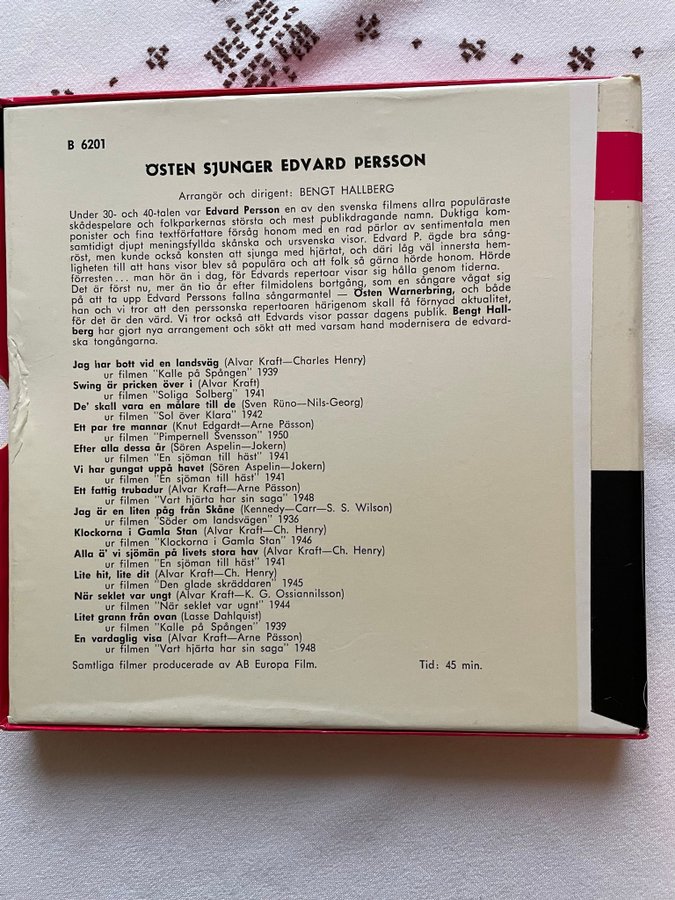 B 6201
ÖSTEN SJUNGER EDVARD PERSSON
Arrangör och dirigent: BENGT HALLBERG
Under 30- och 40-talen var Edvard Persson en av den svenska filmens allra populäraste
skådespelare och folkparkernas största och mest publikdragande namn. Duktiga kom-
ponister och fina textförfattare försåg honom med en rad pärlor av sentimentala men
samtidigt djupt meningsfyllda skånska och ursvenska visor. Edvard P. ägde bra sång-
röst, men kunde också konsten att sjunga med hjärtat, och däri låg väl innersta hem-
ligheten till att hans visor blev så populära och att folk så gärna hörde honom. Hörde
förresten... man hör än i dag, för Edvards repertoar visar sig hålla genom tiderna.
Det är först nu, mer än tio år efter filmidolens bortgång, som en sångare vågat sig
på att ta upp Edvard Perssons fallna sångarmantel — Östen Warnerbring, och både
han och vi tror att den perssonska repertoaren härigenom skall få förnyad aktualitet,
för det är den värd. Vi tror också att Edvards visor passar dagens publik. Bengt Hall-
berg har gjort nya arrangement och sökt att med varsam hand modernisera de edvard-
ska tongångarna.
Jag har bott vid en landsväg (Alvar Kraft—Charles Henry)
ur filmen "Kalle på Spången" 1939
Swing är pricken över i (Alvar Kraft)
ur filmen "Soliga Solberg" 1941
De' skall vara en målare till de (Sven Rüno—Nils-Georg)
ur filmen "Sol över Klara" 1942
Ett par tre mannar (Knut Edgardt—Arne Pässon)
ur filmen "Pimpernell Svensson" 1950
Efter alla dessa år (Sören Aspelin—Jokern)
ur filmen "En sjöman till häst" 1941
Vi har gungat uppå havet (Sören Aspelin—Jokern)
ur filmen "En sjöman till häst" 1941
Ett fattig trubadur (Alvar Kraft—Arne Pässon)
ur filmen "Vart hjärta har sin saga" 1948
Jag är en liten påg från Skåne (Kennedy—Carr—S. S. Wilson)
ur filmen "Söder om landsvägen" 1936
Klockorna i Gamla Stan (Alvar Kraft—Ch. Henry)
ur filmen "Klockorna i Gamla Stan" 1946
Alla ä' vi sjömän på livets stora hav (Alvar Kraft—Ch. Henry)
ur filmen "En sjöman till häst" 1941
Lite hit, lite dit (Alvar Kraft—Ch. Henry)
ur filmen "Den glade skräddaren" 1945
När seklet var ungt (Alvar Kraft—K. G. Ossiannilsson)
ur filmen "När seklet var ugnt" 1944
Litet grann från ovan (Lasse Dahlquist)
ur filmen "Kalle på Spången" 1939
En vardaglig visa (Alvar Kraft—Arne Pässon)
ur filmen "Vart hjärta har sin saga" 1948
Samtliga filmer producerade av AB Europa Film. Tid: 45 min.